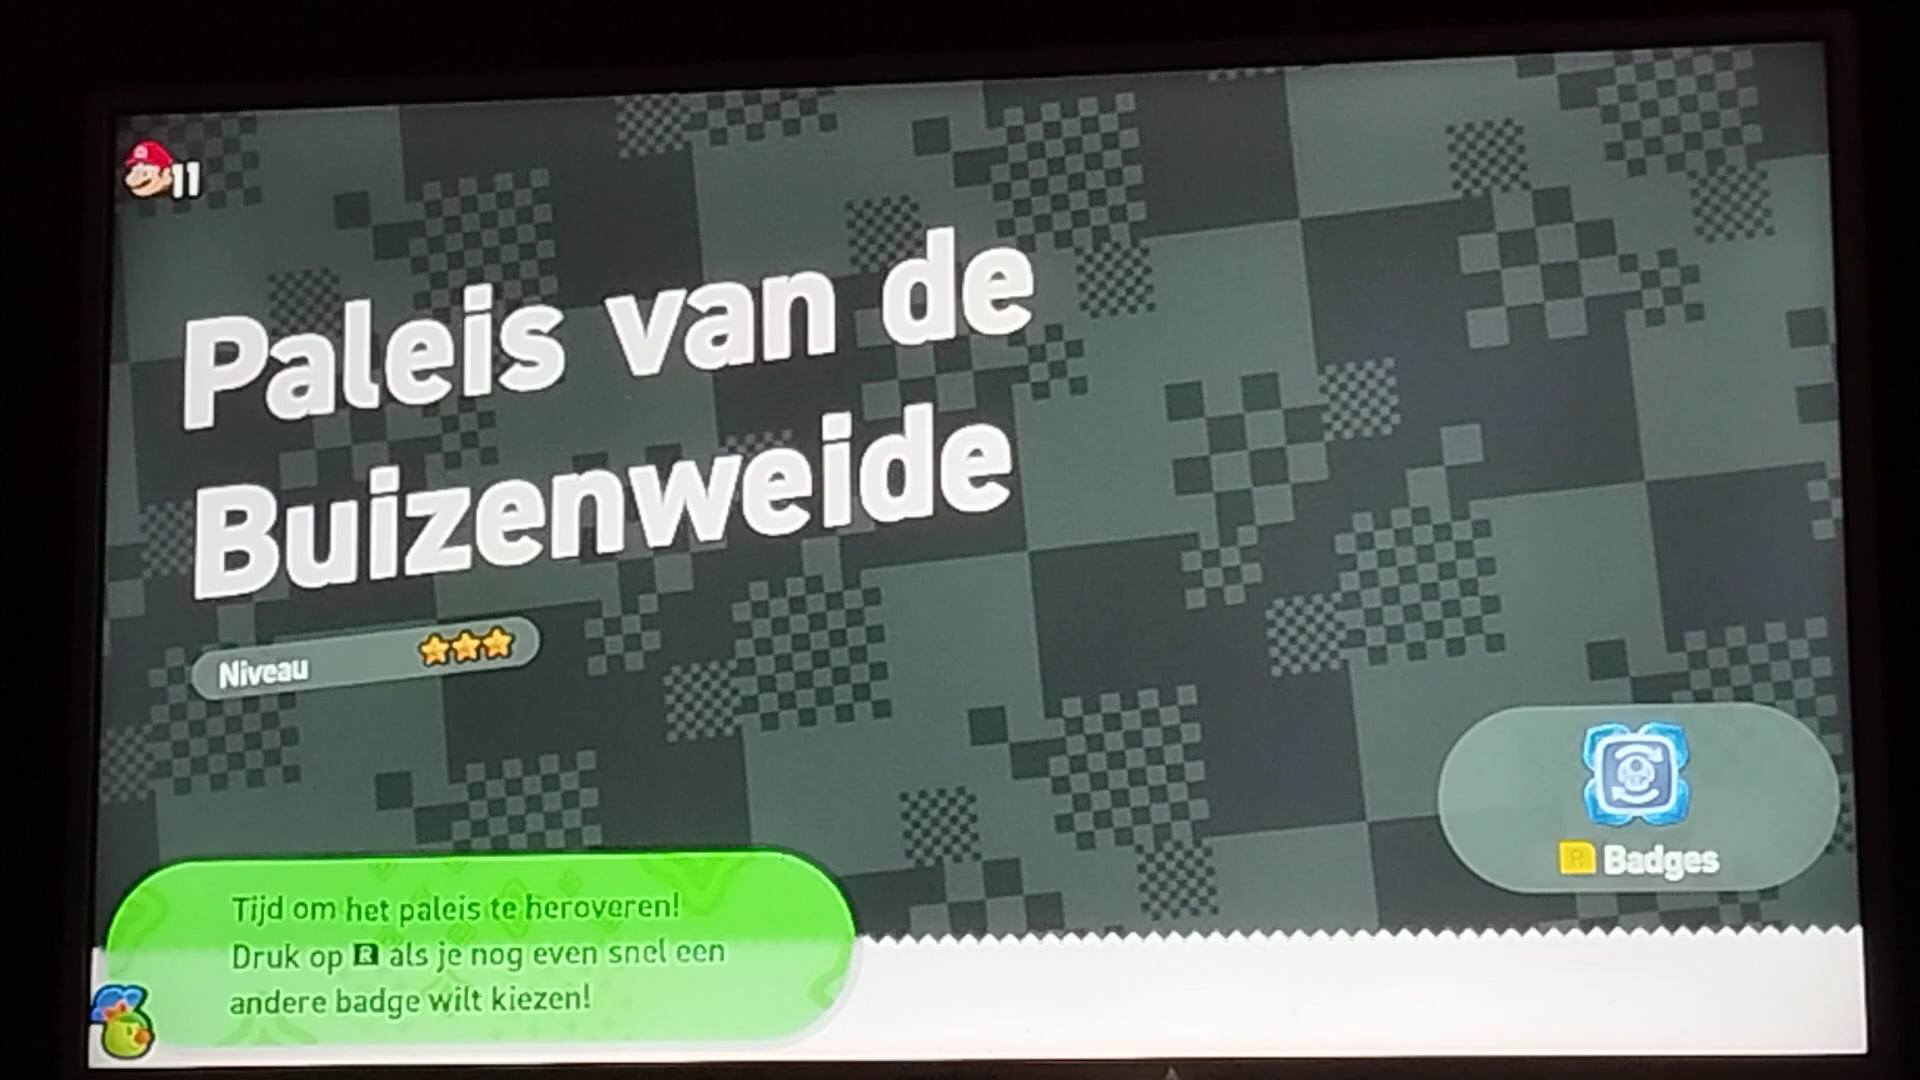 11
Paleis van de
Buizenweide
Niveau
R Badges
Tijd om het paleis te heroveren!
Druk op R als je nog even snel een
andere badge wilt kiezen!